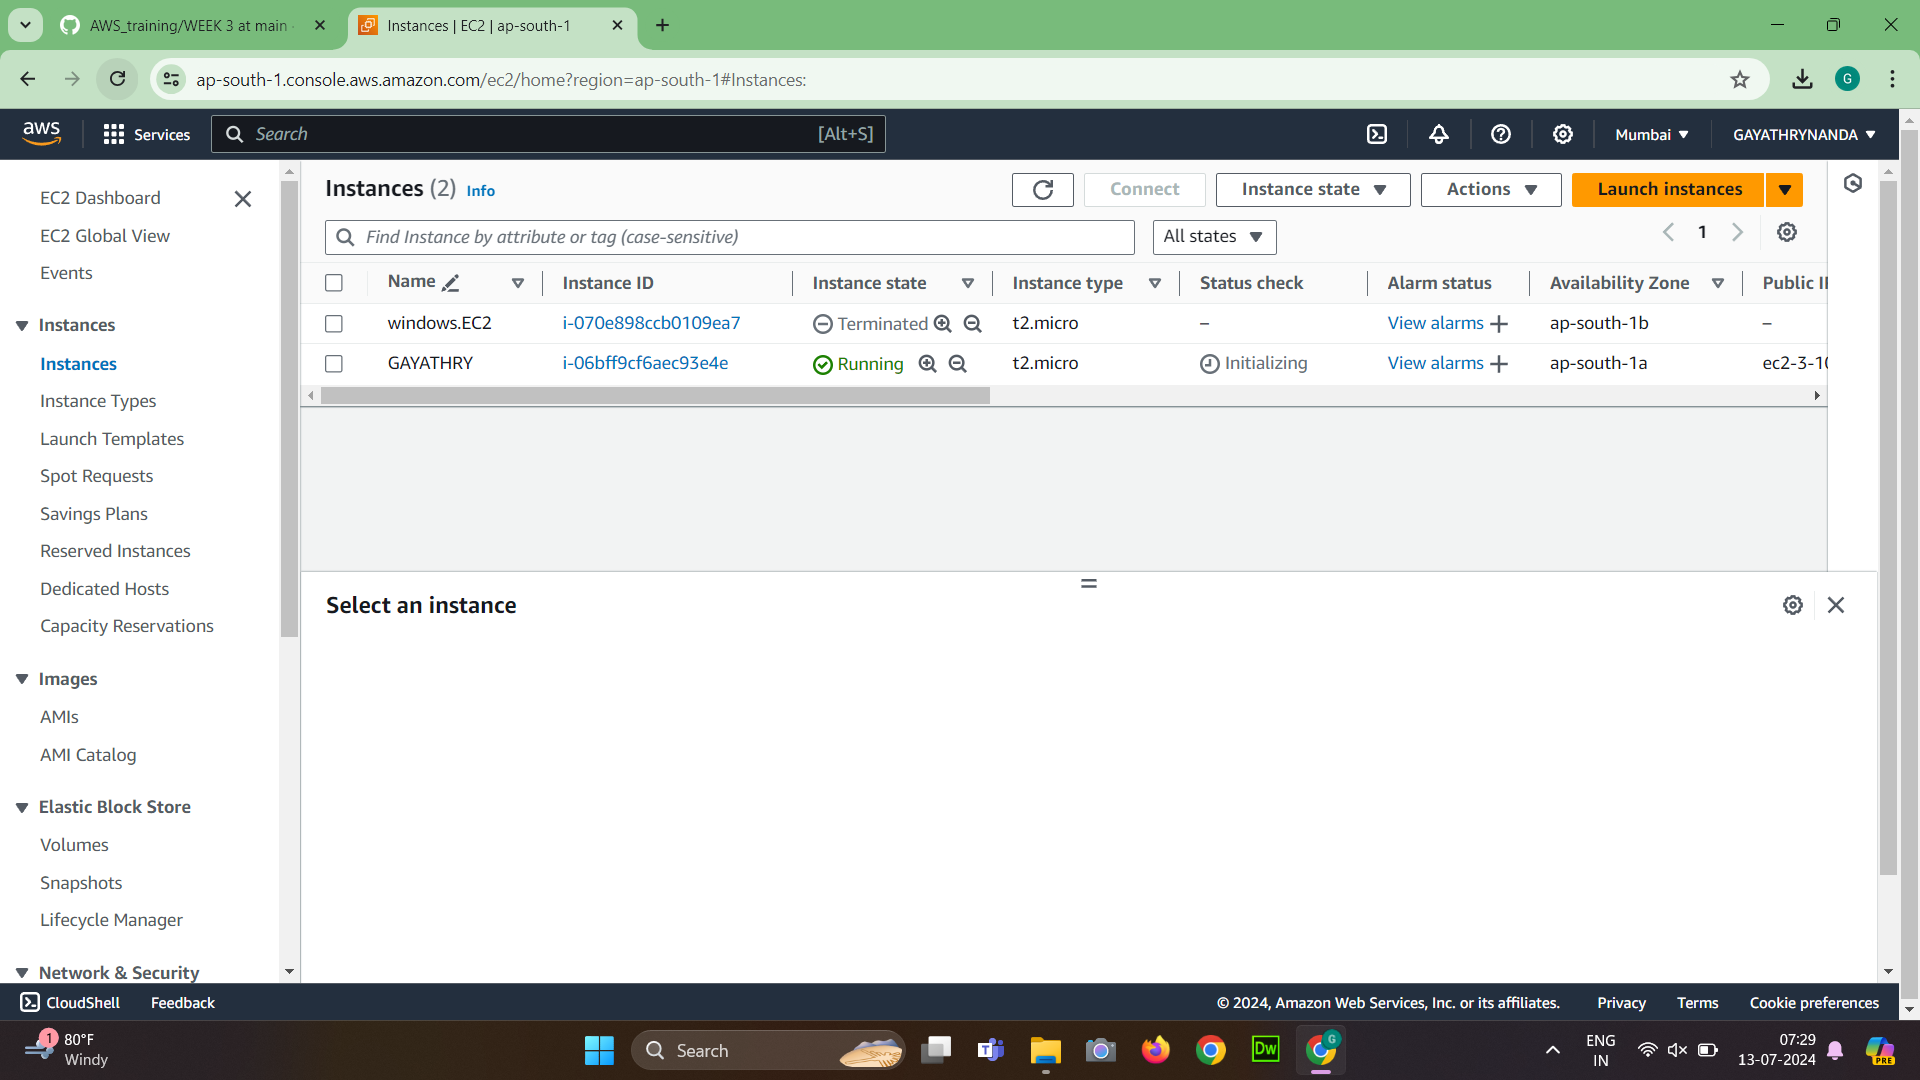 AWS_training/WEEK 3 at main
Instances | EC2 | ap-south-1
ap-south-1.console.aws.amazon.com/ec2/home?region=ap-south-1#Instances:
G
aws
Services
Search
[Alt+S]
Mumbai
GAYATHRYNANDA
EC2 Dashboard
EC2 Global View
Events
Instances
Instances
Instance Types
Launch Templates
Spot Requests
Savings Plans
Reserved Instances
Dedicated Hosts
Capacity Reservations
Images
AMIs
AMI Catalog
Elastic Block Store
Volumes
Snapshots
Lifecycle Manager
Network & Security
Instances (2) Info
Connect
Instance state
Actions
Launch instances
Find Instance by attribute or tag (case-sensitive)
All states
1
Name Instance ID Instance state Instance type Status check Alarm status Availability Zone Public
windows.EC2 i-070e898ccb0109ea7 Terminated t2.micro – View alarms ap-south-1b –
GAYATHRY i-06bff9cf6aec93e4e Running t2.micro Initializing View alarms ap-south-1a ec2-3-10
Select an instance
CloudShell Feedback © 2024, Amazon Web Services, Inc. or its affiliates. Privacy Terms Cookie preferences
1
80°F
Windy
Search
Dw
G
ENG
IN
07:29
13-07-2024
PRE